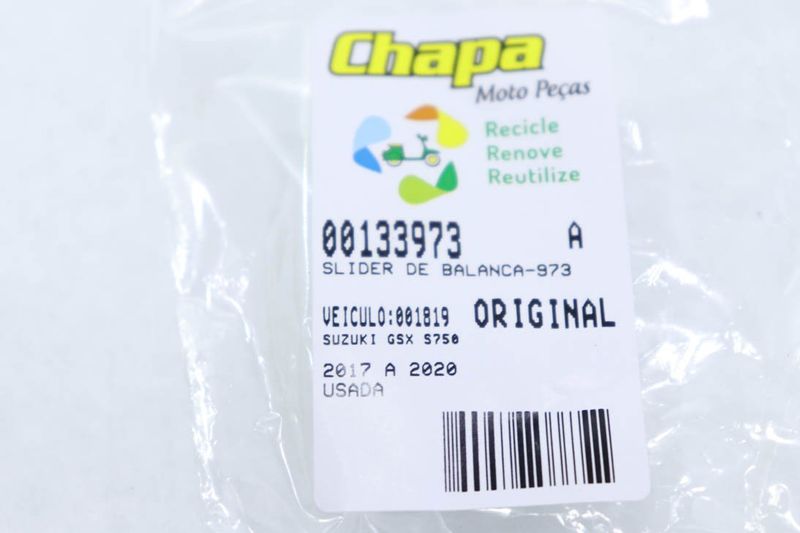 Chapa
Moto Peças
Recicle
Renove
Reutilize
00133973 A
SLIDER DE BALANCA-973
VEICULO:001819 ORIGINAL
SUZUKI GSX S750
2017 A 2020
USADA